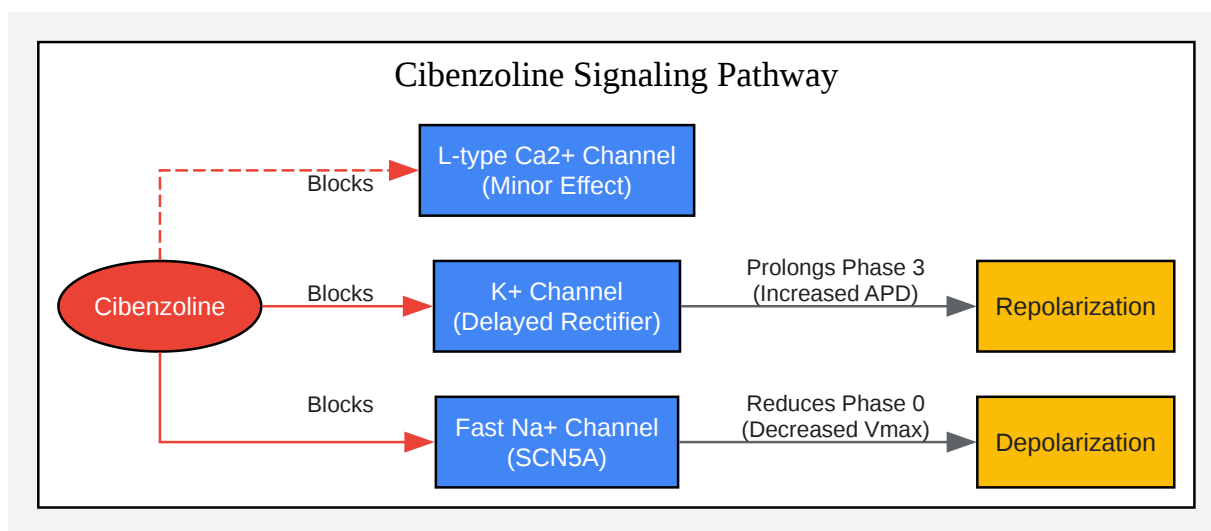 Cibenzoline Signaling Pathway
L-type Ca2+ Channel
(Minor Effect)
Blocks
Cibenzoline
Blocks
K+ Channel
(Delayed Rectifier)
Prolongs Phase 3
(Increased APD)
Repolarization
Blocks
Fast Na+ Channel
(SCN5A)
Reduces Phase 0
(Decreased Vmax)
Depolarization